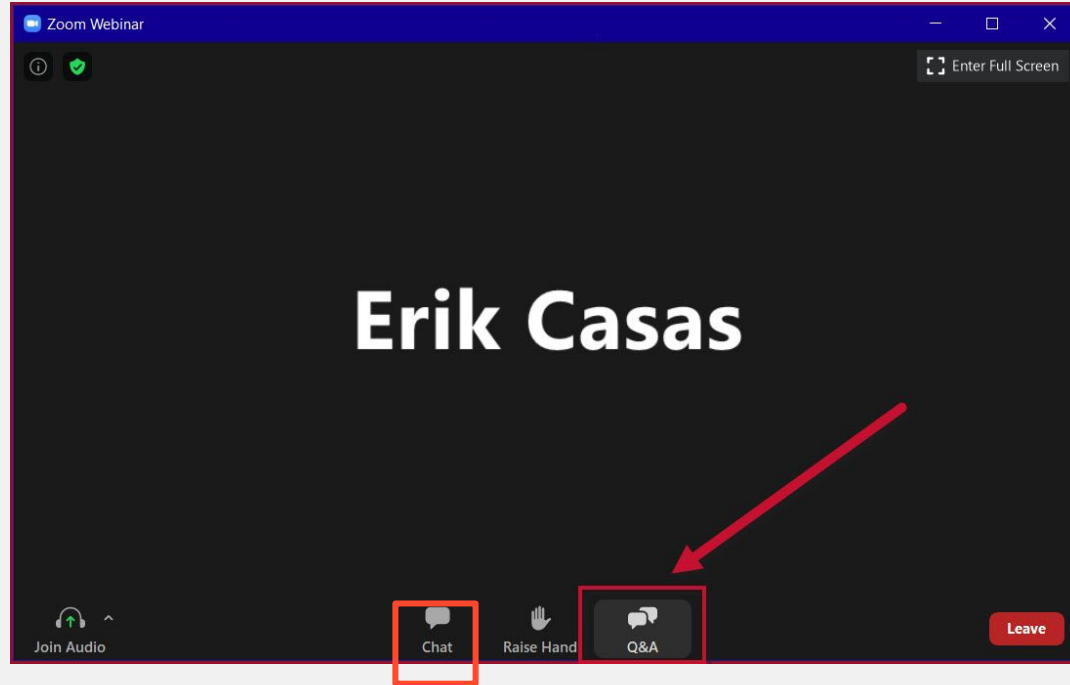 Zoom Webinar
Enter Full Screen
Erik Casas
Join Audio
Chat
Raise Hand
Q&A
Leave